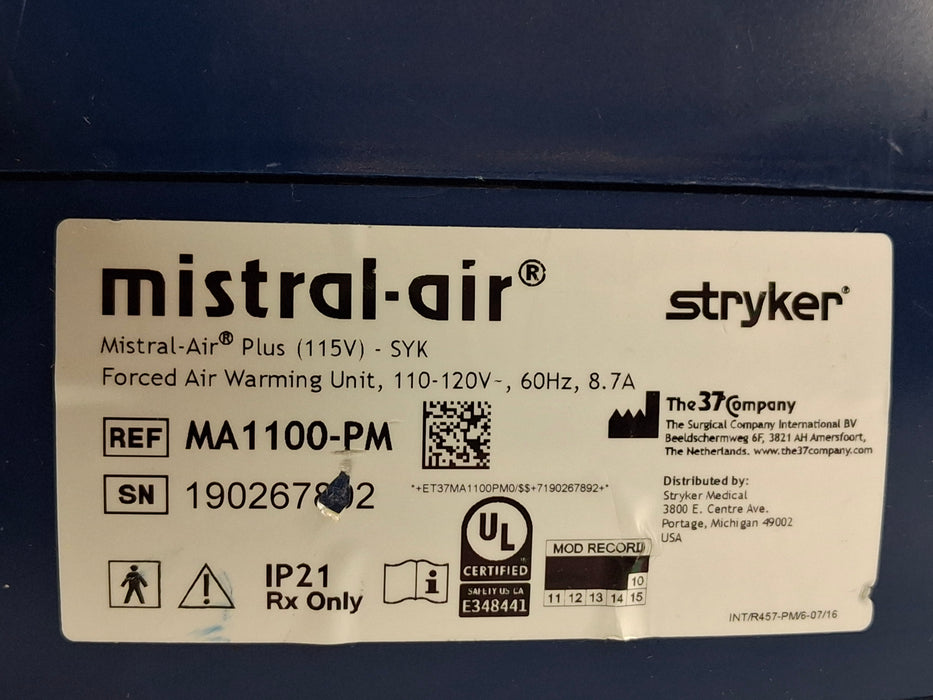 mistral-air®
stryker®
Mistral-Air® Plus (115V) - SYK
Forced Air Warming Unit, 110-120V~, 60Hz, 8.7A
REF MA1100-PM
SN
The 37Company
The Surgical Company International BV
Beeldschermweg 6F, 3821 AH Amersfoort,
The Netherlands. www.the37company.com
*+ET37MA1100PM0/$$+7190267892+*
Distributed by:
Stryker Medical
3800 E. Centre Ave.
Portage, Michigan 49002
USA
IP21
Rx Only
i
UL
CERTIFIED
SAFETY US CA
E348441
MOD RECORD
10
11 12 13 14 15
INT/R457-PM/6-07/16